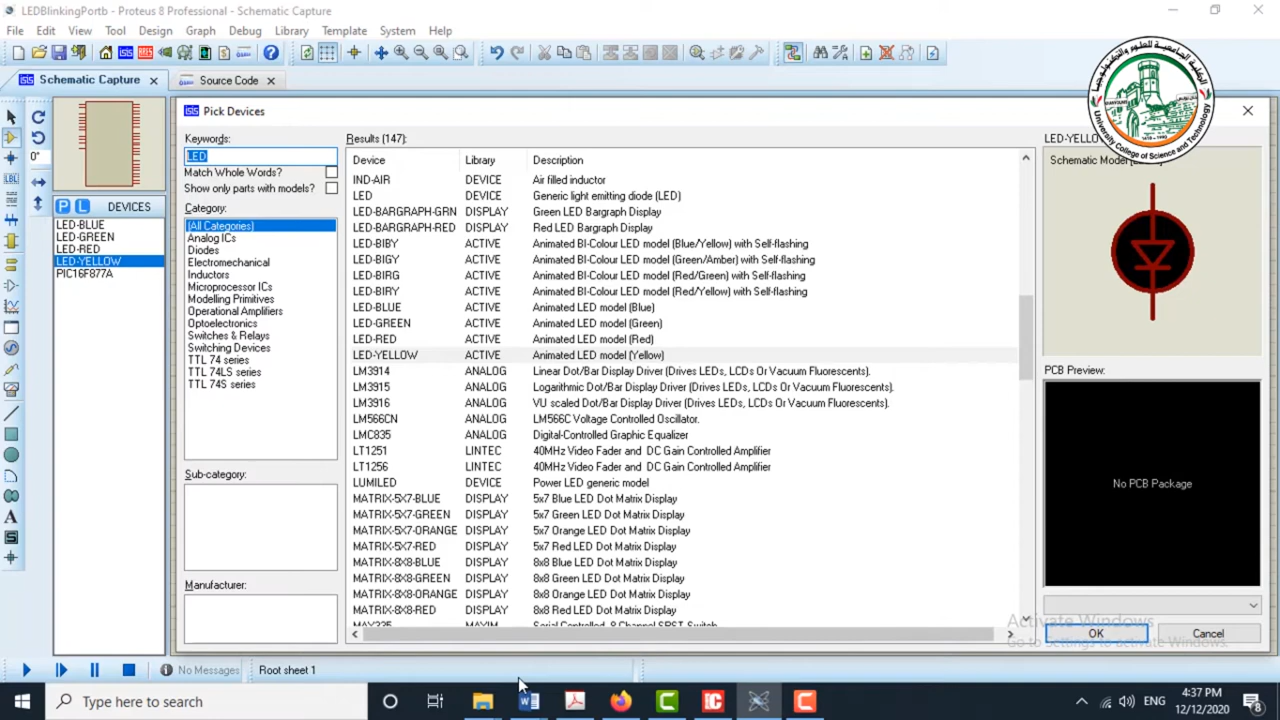 LEDBlinkingPortb - Proteus 8 Professional - Schematic Capture
File Edit View Tool Design Graph Debug Library Template System Help
Schematic Capture
Source Code
Pick Devices
Keywords:
LED
Match Whole Words?
Show only parts with models?
Category:
(All Categories)
Analog ICs
Diodes
Electromechanical
Inductors
Microprocessor ICs
Modelling Primitives
Operational Amplifiers
Optoelectronics
Switches & Relays
Switching Devices
TTL 74 series
TTL 74LS series
TTL 74S series
Sub-category:
Manufacturer:
0°
P L DEVICES
LED-BLUE
LED-GREEN
LED-RED
LED-YELLOW
PIC16F877A
Results (147):
Device Library Description
IND-AIR DEVICE Air filled inductor
LED DEVICE Generic light emitting diode (LED)
LED-BARGRAPH-GRN DISPLAY Green LED Bargraph Display
LED-BARGRAPH-RED DISPLAY Red LED Bargraph Display
LED-BIBY ACTIVE Animated BI-Colour LED model (Blue/Yellow) with Self-flashing
LED-BIGY ACTIVE Animated BI-Colour LED model (Green/Amber) with Self-flashing
LED-BIRG ACTIVE Animated BI-Colour LED model (Red/Green) with Self-flashing
LED-BIRY ACTIVE Animated BI-Colour LED model (Red/Yellow) with Self-flashing
LED-BLUE ACTIVE Animated LED model (Blue)
LED-GREEN ACTIVE Animated LED model (Green)
LED-RED ACTIVE Animated LED model (Red)
LED-YELLOW ACTIVE Animated LED model (Yellow)
LM3914 ANALOG Linear Dot/Bar Display Driver (Drives LEDs, LCDs Or Vacuum Fluorescents).
LM3915 ANALOG Logarithmic Dot/Bar Display Driver (Drives LEDs, LCDs Or Vacuum Fluorescents).
LM3916 ANALOG VU scaled Dot/Bar Display Driver (Drives LEDs, LCDs Or Vacuum Fluorescents).
LM566CN ANALOG LM566C Voltage Controlled Oscillator.
LMC835 ANALOG Digital-Controlled Graphic Equalizer
LT1251 LINTEC 40MHz Video Fader and DC Gain Controlled Amplifier
LT1256 LINTEC 40MHz Video Fader and DC Gain Controlled Amplifier
LUMILED DEVICE Power LED generic model
MATRIX-5X7-BLUE DISPLAY 5x7 Blue LED Dot Matrix Display
MATRIX-5X7-GREEN DISPLAY 5x7 Green LED Dot Matrix Display
MATRIX-5X7-ORANGE DISPLAY 5x7 Orange LED Dot Matrix Display
MATRIX-5X7-RED DISPLAY 5x7 Red LED Dot Matrix Display
MATRIX-8X8-BLUE DISPLAY 8x8 Blue LED Dot Matrix Display
MATRIX-8X8-GREEN DISPLAY 8x8 Green LED Dot Matrix Display
MATRIX-8X8-ORANGE DISPLAY 8x8 Orange LED Dot Matrix Display
MATRIX-8X8-RED DISPLAY 8x8 Red LED Dot Matrix Display
الكلية الجامعية للعلوم والتكنولوجيا
University College of Science and Technology
Schematic Model
PCB Preview:
No PCB Package
Activate Windows
Go to Settings to activate Windows.
OK Cancel
No Messages Root sheet 1
Type here to search
ENG 4:37 PM
12/12/2020
8